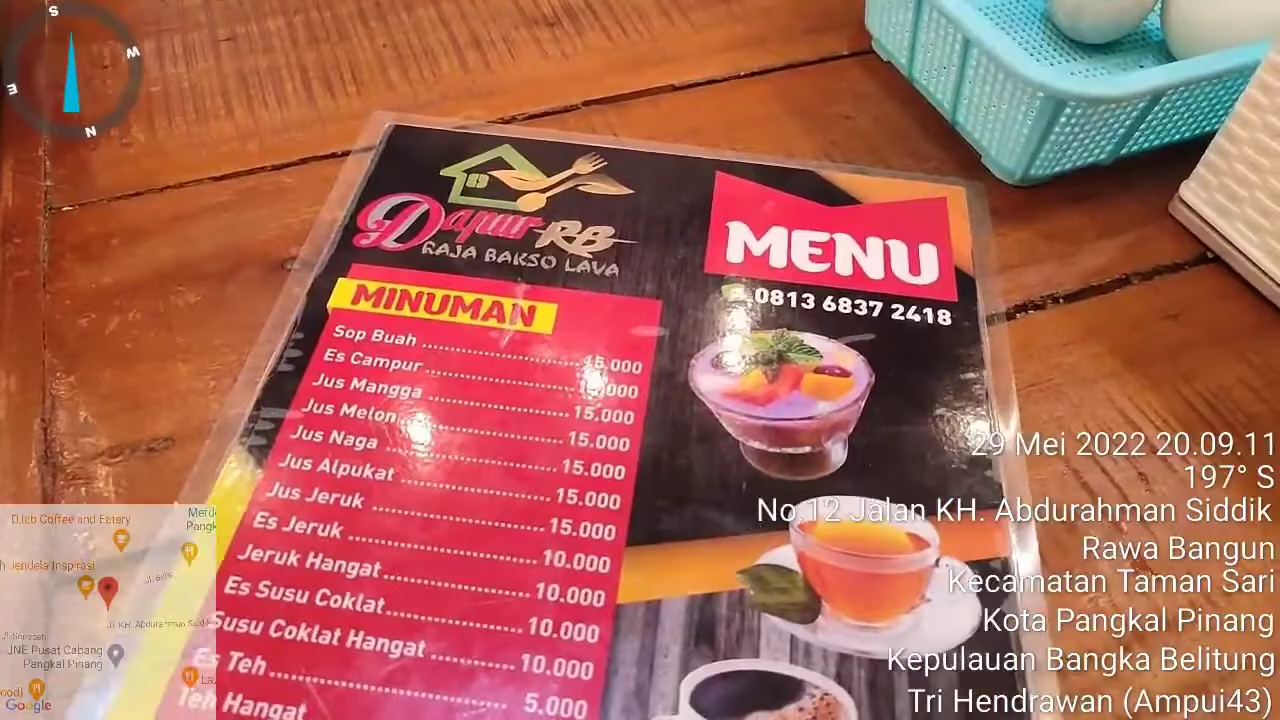 S
W
E
N
Dapur RB
RAJA BAKSO LAVA
MENU
0813 6837 2418
MINUMAN
Sop Buah 15.000
Es Campur
Jus Mangga 15.000
Jus Melon 15.000
Jus Naga 15.000
Jus Alpukat 15.000
Jus Jeruk 15.000
Es Jeruk 10.000
Jeruk Hangat 10.000
Es Susu Coklat 10.000
Susu Coklat Hangat 10.000
Es Teh 5.000
Teh Hangat
29 Mei 2022 20.09.11
197° S
No.12 Jalan KH. Abdurahman Siddik
Rawa Bangun
Kecamatan Taman Sari
Kota Pangkal Pinang
Kepulauan Bangka Belitung
Tri Hendrawan (Ampui43)
D.lab Coffee and Eatery
Jendela Inspirasi
Jl. KH. Abdurahman
JNE Pusat Cabang
Pangkal Pinang
Google